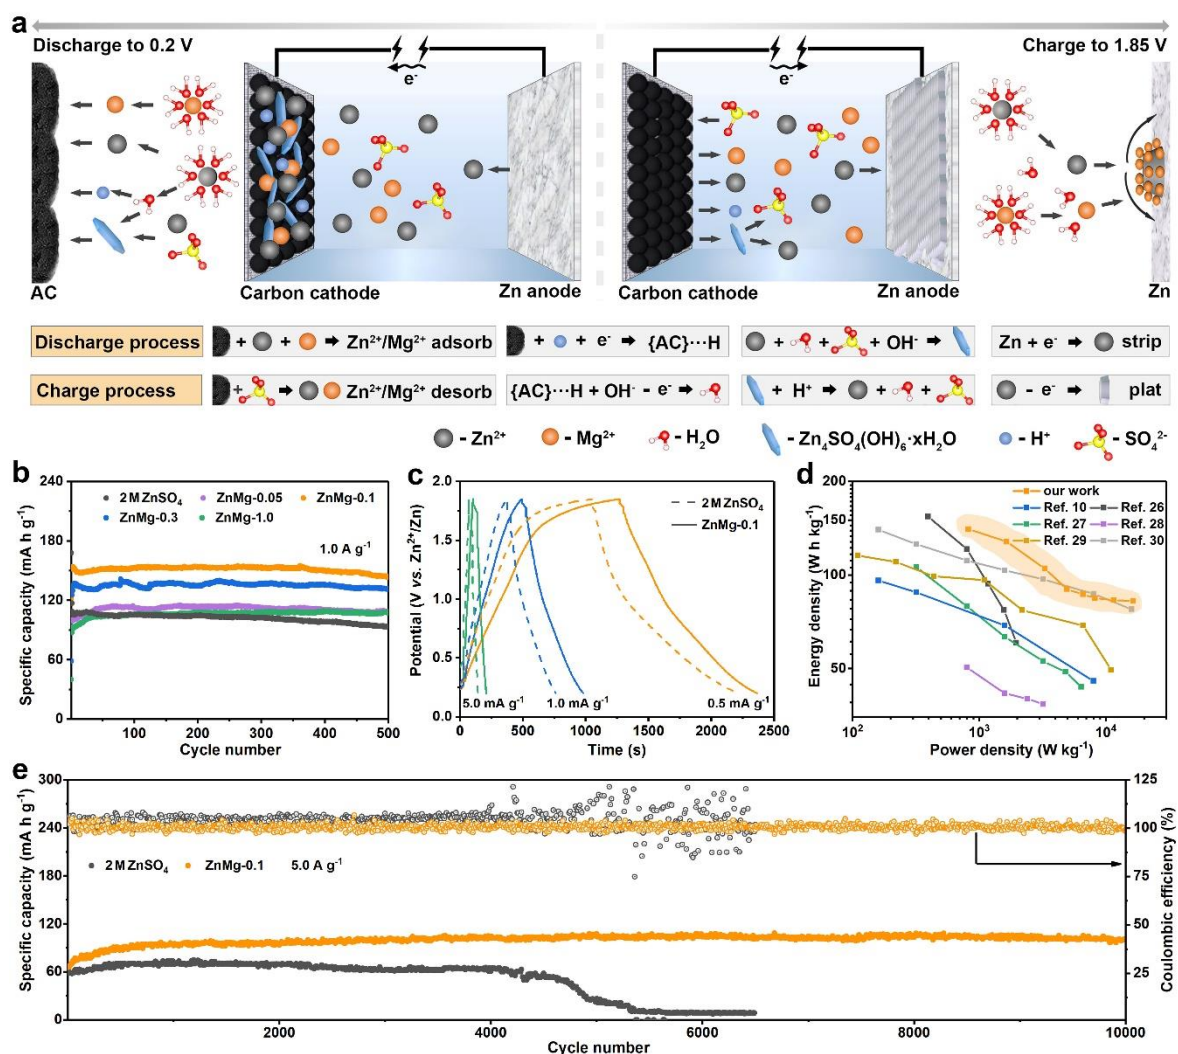 a
Discharge to 0.2 V
Charge to 1.85 V
e⁻
e⁻
AC
Carbon cathode
Zn anode
Carbon cathode
Zn anode
Zn
Discharge process
+ + Zn²⁺/Mg²⁺ adsorb
+ + e⁻ {AC}···H
+ + + OH⁻
Zn + e⁻ strip
Charge process
+ Zn²⁺/Mg²⁺ desorb
{AC}···H + OH⁻ - e⁻
+ H⁺ + +
- e⁻ plat
- Zn²⁺
- Mg²⁺
- H₂O
- Zn₄SO₄(OH)₆·xH₂O
- H⁺
- SO₄²⁻
b
Specific capacity (mA h g⁻¹)
240
180
120
60
0
2 M ZnSO₄
ZnMg-0.05
ZnMg-0.1
ZnMg-0.3
ZnMg-1.0
1.0 A g⁻¹
100 200 300 400 500
Cycle number
c
Potential (V vs. Zn²⁺/Zn)
2.0
1.5
1.0
0.5
0.0
2 M ZnSO₄
ZnMg-0.1
5.0 mA g⁻¹
1.0 mA g⁻¹
0.5 mA g⁻¹
0 500 1000 1500 2000 2500
Time (s)
d
Energy density (W h kg⁻¹)
200
150
100
50
our work
Ref. 10
Ref. 26
Ref. 27
Ref. 28
Ref. 29
Ref. 30
10² 10³ 10⁴
Power density (W kg⁻¹)
e
Specific capacity (mA h g⁻¹)
300
240
180
120
60
0
2 M ZnSO₄
ZnMg-0.1
5.0 A g⁻¹
125
100
75
50
25
0
Coulombic efficiency (%)
2000 4000 6000 8000 10000
Cycle number